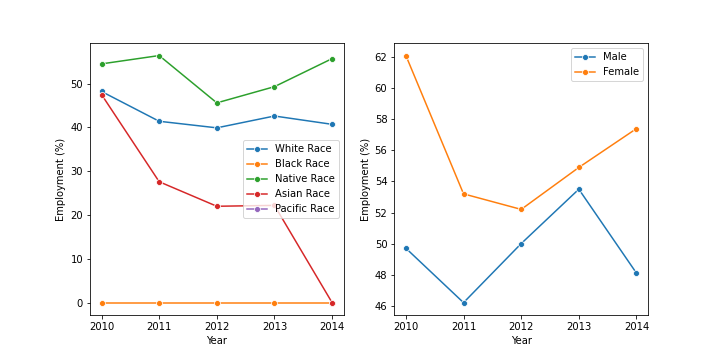 Employment (%)
50
40
30
20
10
0
2010 2011 2012 2013 2014
Year
White Race
Black Race
Native Race
Asian Race
Pacific Race
Employment (%)
62
60
58
56
54
52
50
48
46
2010 2011 2012 2013 2014
Year
Male
Female